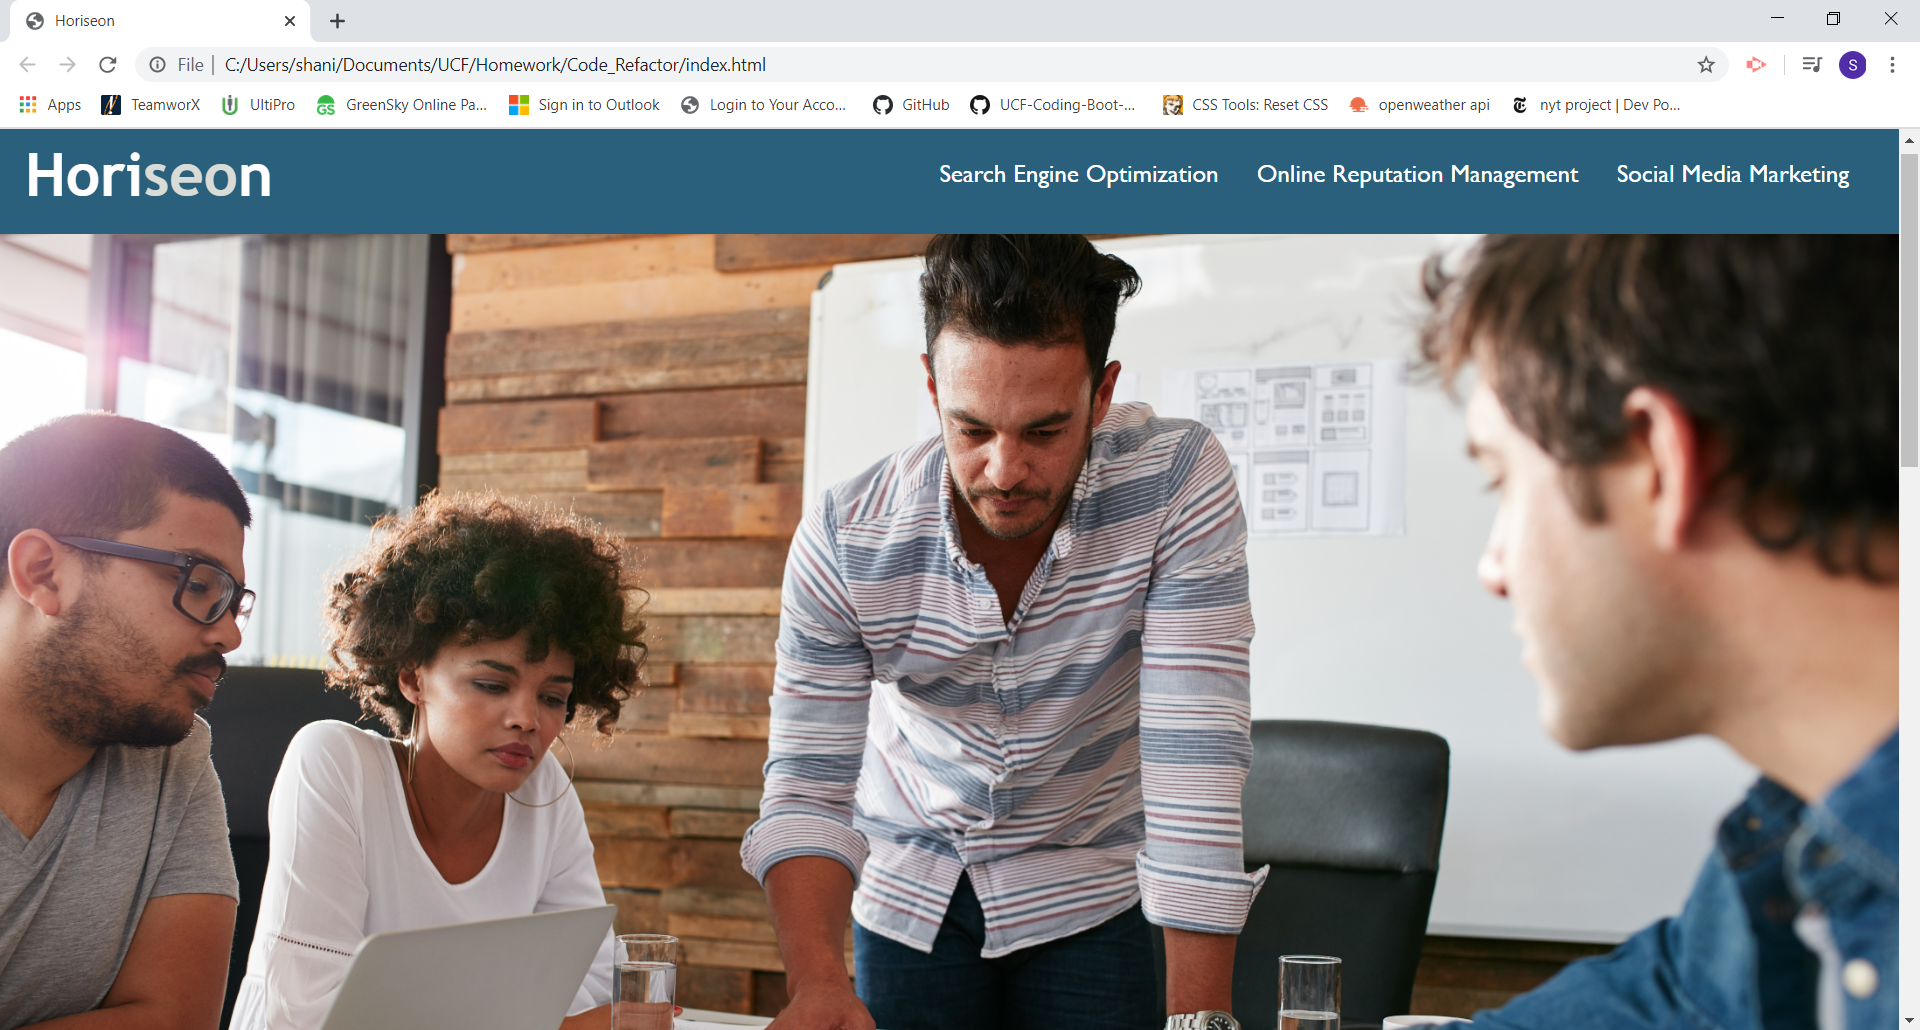 Horiseon
File | C:/Users/shani/Documents/UCF/Homework/Code_Refactor/index.html
S
Apps TeamworX UltiPro GreenSky Online Pa... Sign in to Outlook Login to Your Acco... GitHub UCF-Coding-Boot-... CSS Tools: Reset CSS openweather api nyt project | Dev Po...
Horiseon Search Engine Optimization Online Reputation Management Social Media Marketing